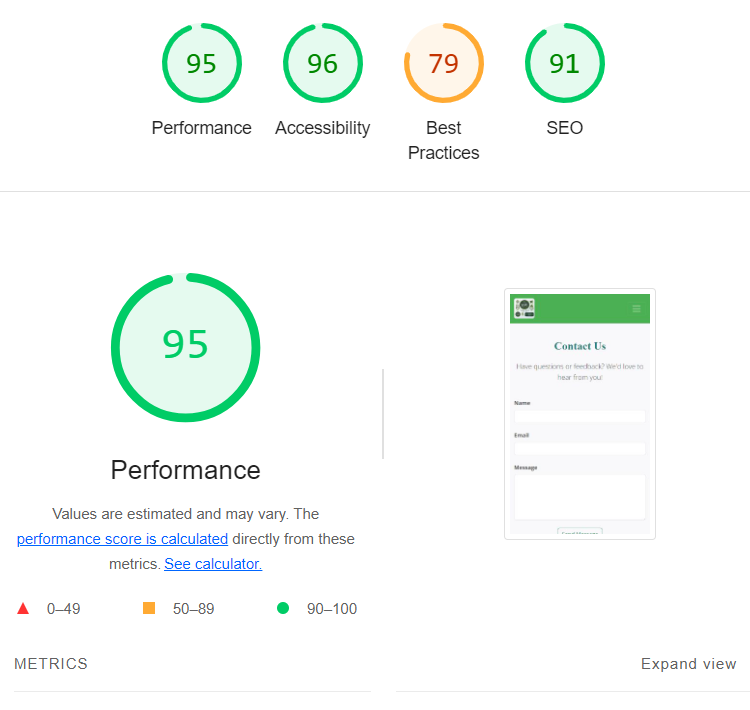 95
96
79
91
Performance
Accessibility
Best
Practices
SEO
95
Performance
Values are estimated and may vary. The
performance score is calculated directly from these
metrics. See calculator.
0–49
50–89
90–100
Contact Us
Have questions or feedback? We'd love to
hear from you!
Name
Email
Message
Send Message
METRICS
Expand view